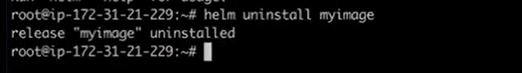 root@ip-172-31-21-229:~# helm uninstall myimage
release "myimage" uninstalled
root@ip-172-31-21-229:~#